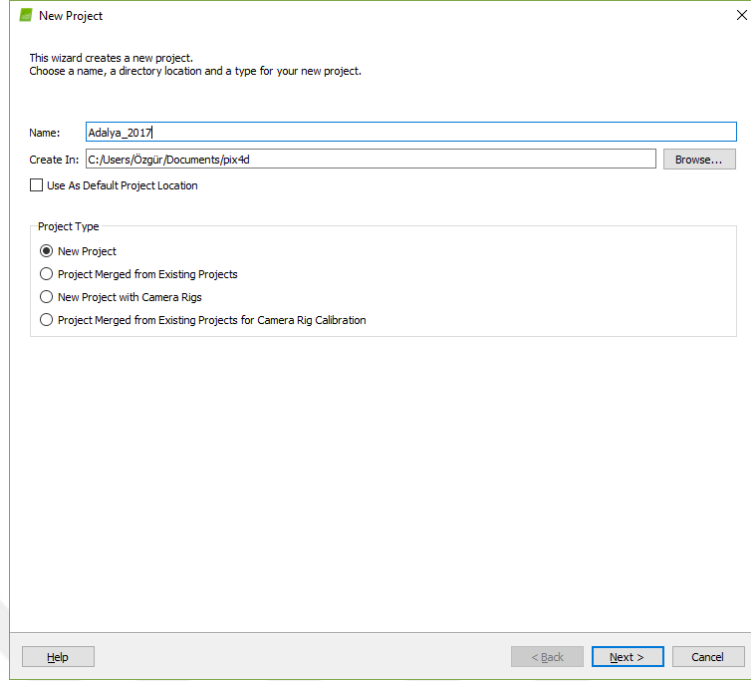 New Project
This wizard creates a new project.
Choose a name, a directory location and a type for your new project.
Name: Adalya_2017
Create In: C:/Users/Özgür/Documents/pix4d Browse...
Use As Default Project Location
Project Type
New Project
Project Merged from Existing Projects
New Project with Camera Rigs
Project Merged from Existing Projects for Camera Rig Calibration
Help < Back Next > Cancel